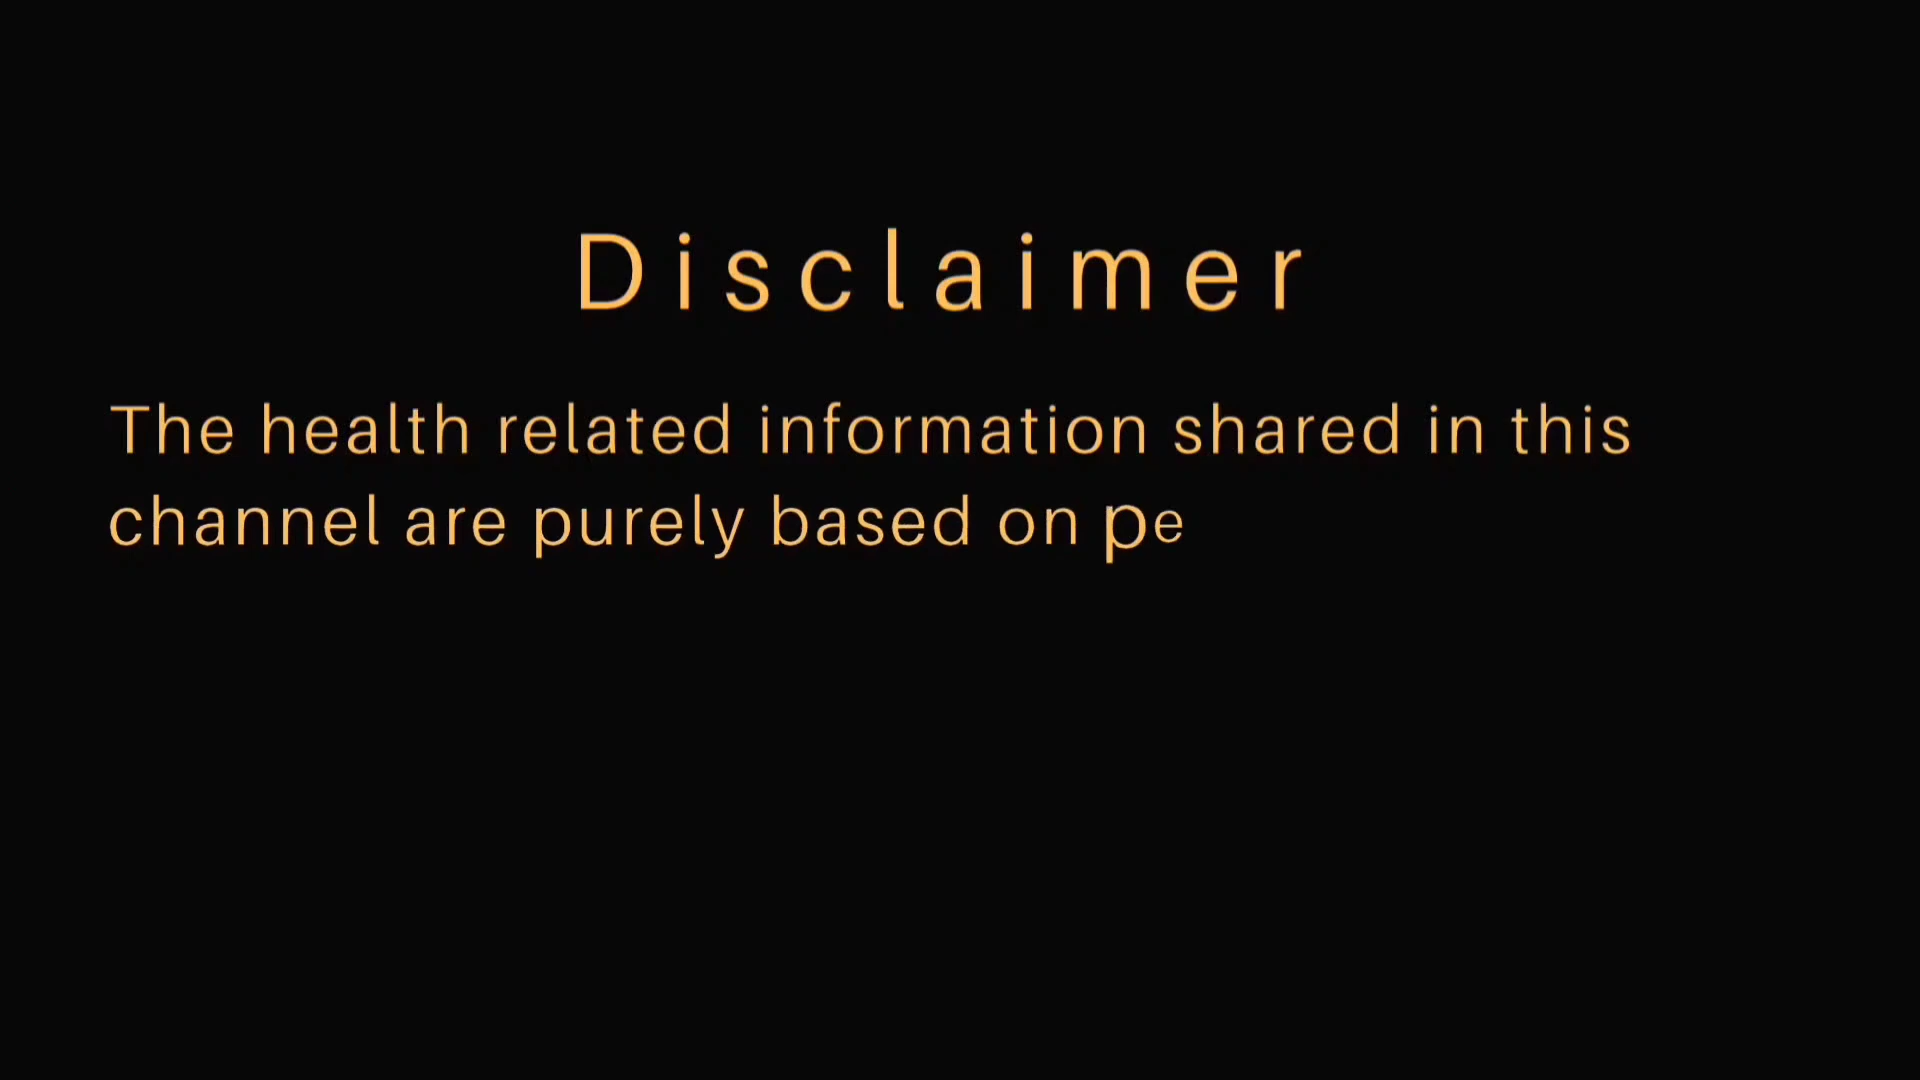 Disclaimer
The health related information shared in this
channel are purely based on pe